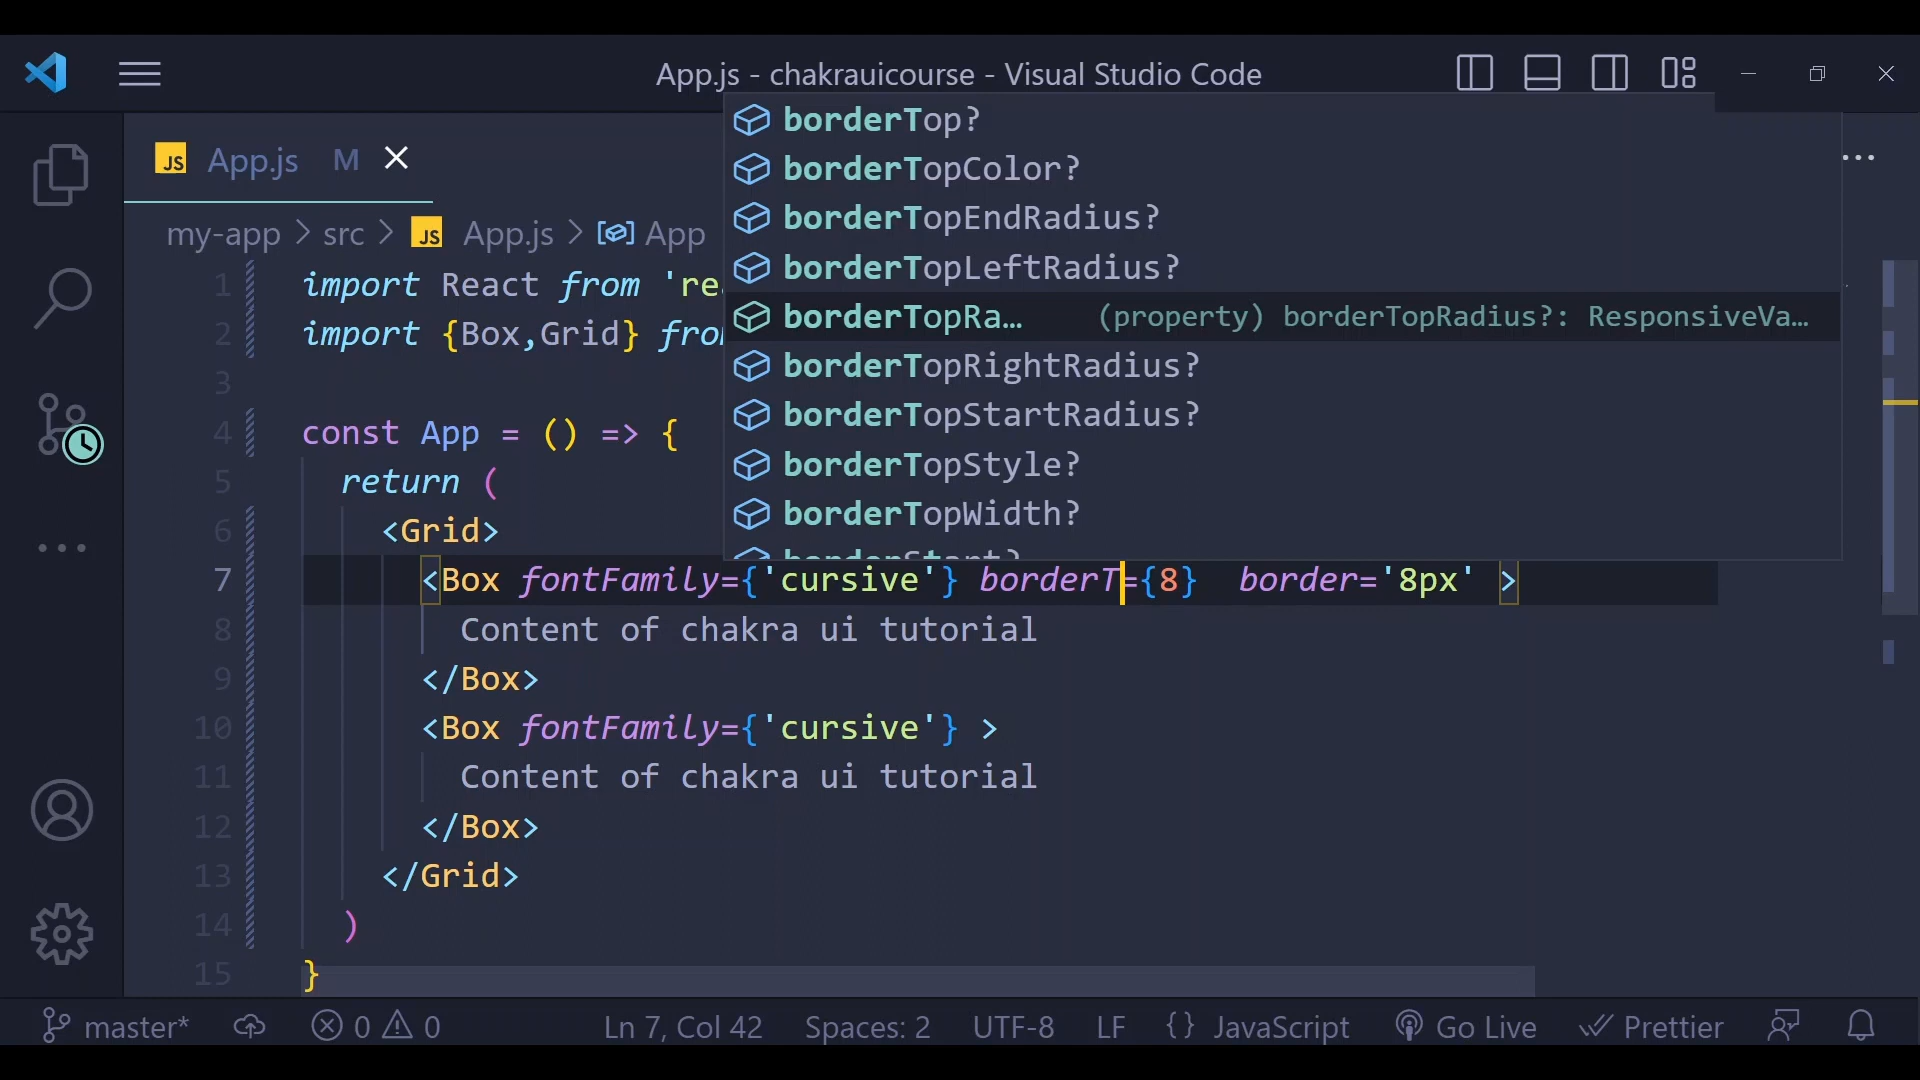 App.js - chakrauicourse - Visual Studio Code
JS App.js M
my-app > src > JS App.js > App
borderTop?
borderTopColor?
borderTopEndRadius?
borderTopLeftRadius?
borderTopRa… (property) borderTopRadius?: ResponsiveVa…
borderTopRightRadius?
borderTopStartRadius?
borderTopStyle?
borderTopWidth?
borderStart?
1 import React from 're
2 import {Box,Grid} from
3
4 const App = () => {
5 return (
6 <Grid>
7 <Box fontFamily={'cursive'} borderT={8}  border='8px' >
8 Content of chakra ui tutorial
9 </Box>
10 <Box fontFamily={'cursive'} >
11 Content of chakra ui tutorial
12 </Box>
13 </Grid>
14 )
15 }
master* 0 0 Ln 7, Col 42 Spaces: 2 UTF-8 LF {} JavaScript Go Live Prettier